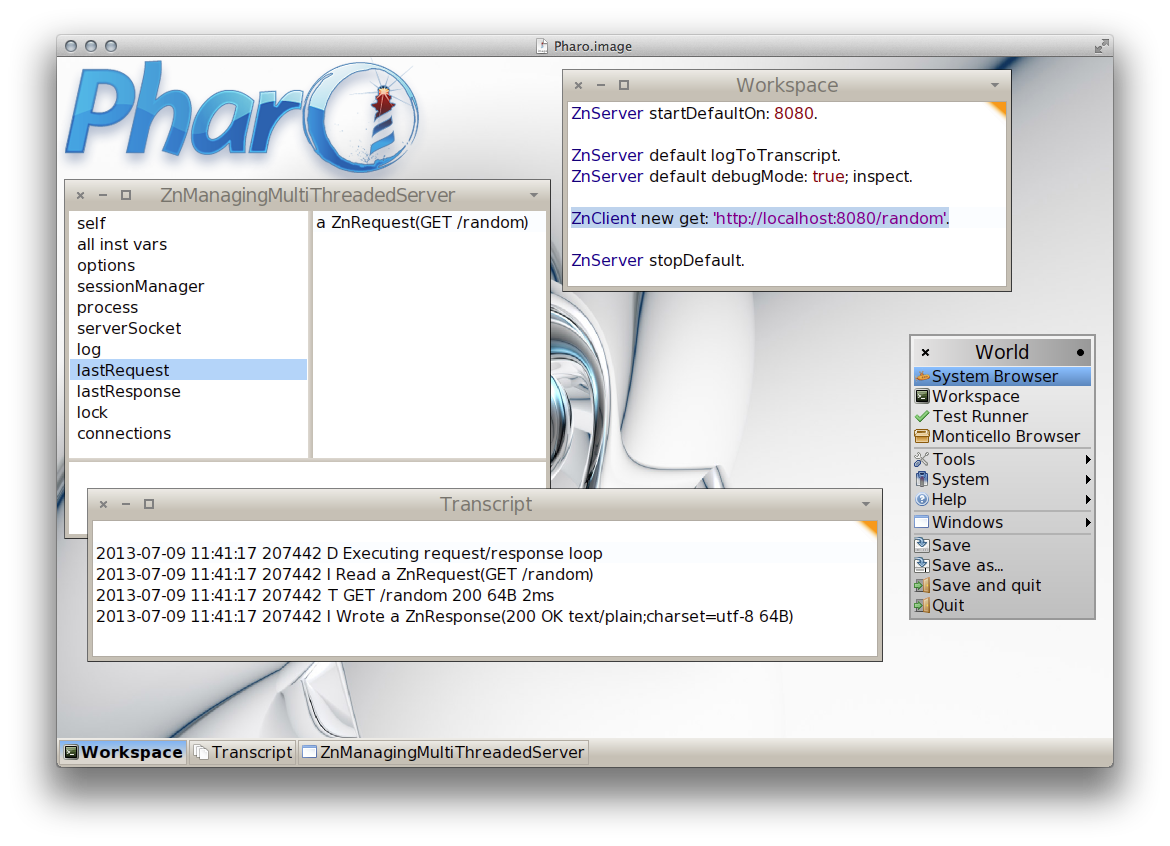 Pharo.image
Pharo
Workspace
ZnServer startDefaultOn: 8080.
ZnServer default logToTranscript.
ZnServer default debugMode: true; inspect.
ZnClient new get: 'http://localhost:8080/random'.
ZnServer stopDefault.
ZnManagingMultiThreadedServer
self
all inst vars
options
sessionManager
process
serverSocket
log
lastRequest
lastResponse
lock
connections
a ZnRequest(GET /random)
World
System Browser
Workspace
Test Runner
Monticello Browser
Tools
System
Help
Windows
Save
Save as...
Save and quit
Quit
Transcript
2013-07-09 11:41:17 207442 D Executing request/response loop
2013-07-09 11:41:17 207442 I Read a ZnRequest(GET /random)
2013-07-09 11:41:17 207442 T GET /random 200 64B 2ms
2013-07-09 11:41:17 207442 I Wrote a ZnResponse(200 OK text/plain;charset=utf-8 64B)
Workspace
Transcript
ZnManagingMultiThreadedServer